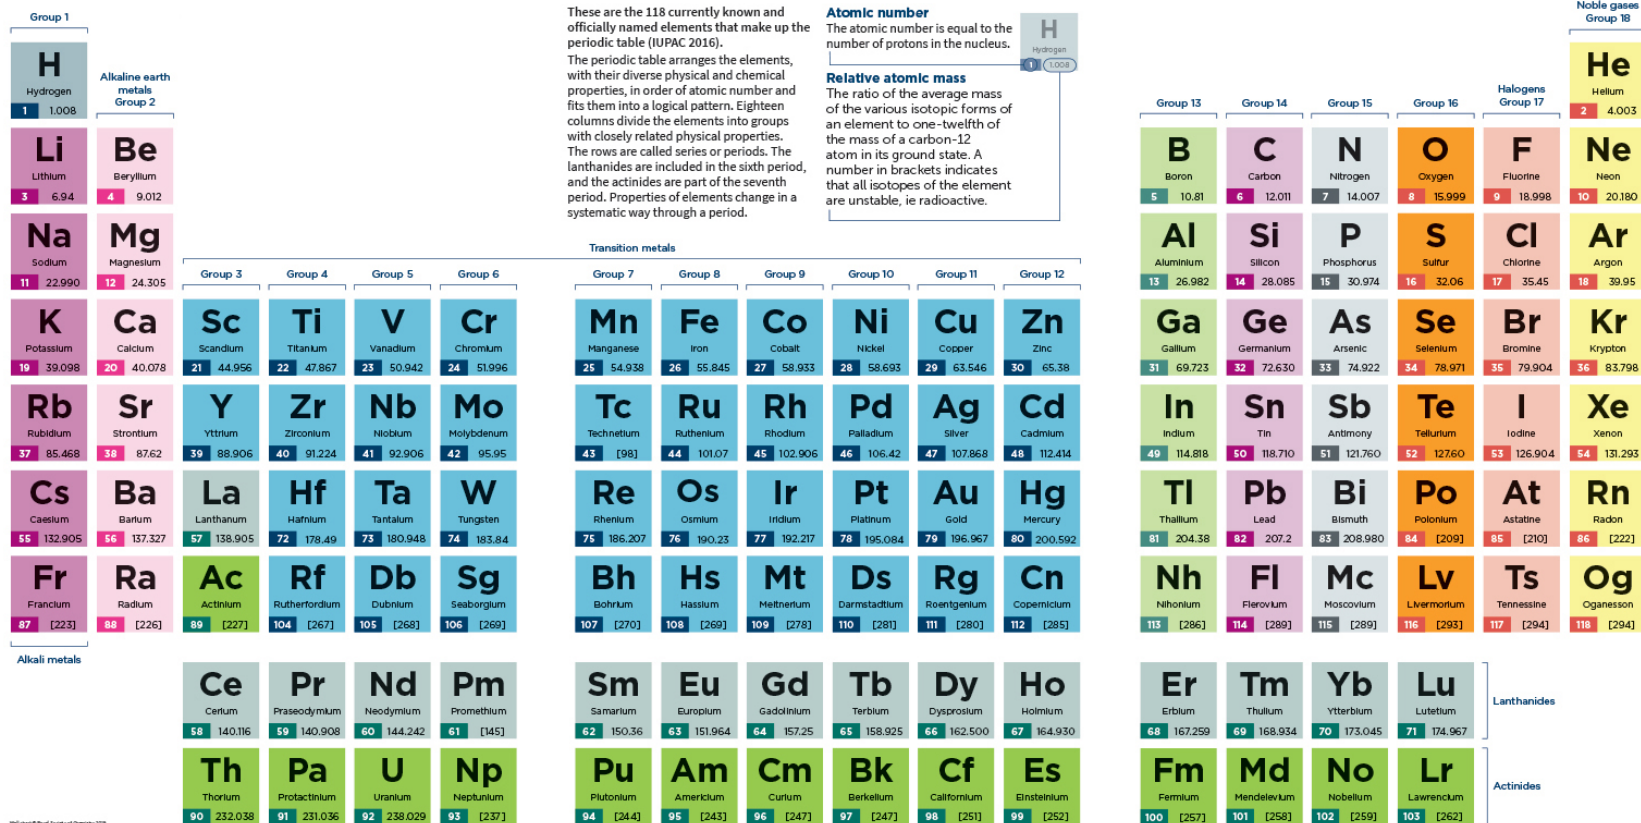 Group 1
Noble gases
Group 18
These are the 118 currently known and
officially named elements that make up the
periodic table (IUPAC 2016).
The periodic table arranges the elements,
with their diverse physical and chemical
properties, in order of atomic number and
fits them into a logical pattern. Eighteen
columns divide the elements into groups
with closely related physical properties.
The rows are called series or periods. The
lanthanides are included in the sixth period,
and the actinides are part of the seventh
period. Properties of elements change in a
systematic way through a period.
Atomic number
The atomic number is equal to the
number of protons in the nucleus.
H
Hydrogen
1 1.008
Relative atomic mass
The ratio of the average mass
of the various isotopic forms of
an element to one-twelfth of
the mass of a carbon-12
atom in its ground state. A
number in brackets indicates
that all isotopes of the element
are unstable, ie radioactive.
H He
Hydrogen Helium
1 1.008 2 4.003
Alkaline earth
metals
Group 2
Group 13 Group 14 Group 15 Group 16 Halogens
Group 17
Li Be B C N O F Ne
Lithium Beryllium Boron Carbon Nitrogen Oxygen Fluorine Neon
3 6.94 4 9.012 5 10.81 6 12.011 7 14.007 8 15.999 9 18.998 10 20.180
Transition metals
Group 3 Group 4 Group 5 Group 6 Group 7 Group 8 Group 9 Group 10 Group 11 Group 12
Na Mg Al Si P S Cl Ar
Sodium Magnesium Aluminium Silicon Phosphorus Sulfur Chlorine Argon
11 22.990 12 24.305 13 26.982 14 28.085 15 30.974 16 32.06 17 35.45 18 39.95
K Ca Sc Ti V Cr Mn Fe Co Ni Cu Zn Ga Ge As Se Br Kr
Potassium Calcium Scandium Titanium Vanadium Chromium Manganese Iron Cobalt Nickel Copper Zinc Gallium Germanium Arsenic Selenium Bromine Krypton
19 39.098 20 40.078 21 44.956 22 47.867 23 50.942 24 51.996 25 54.938 26 55.845 27 58.933 28 58.693 29 63.546 30 65.38 31 69.723 32 72.630 33 74.922 34 78.971 35 79.904 36 83.798
Rb Sr Y Zr Nb Mo Tc Ru Rh Pd Ag Cd In Sn Sb Te I Xe
Rubidium Strontium Yttrium Zirconium Niobium Molybdenum Technetium Ruthenium Rhodium Palladium Silver Cadmium Indium Tin Antimony Tellurium Iodine Xenon
37 85.468 38 87.62 39 88.906 40 91.224 41 92.906 42 95.95 43 [98] 44 101.07 45 102.906 46 106.42 47 107.868 48 112.414 49 114.818 50 118.710 51 121.760 52 127.60 53 126.904 54 131.293
Cs Ba La Hf Ta W Re Os Ir Pt Au Hg Tl Pb Bi Po At Rn
Caesium Barium Lanthanum Hafnium Tantalum Tungsten Rhenium Osmium Iridium Platinum Gold Mercury Thallium Lead Bismuth Polonium Astatine Radon
55 132.905 56 137.327 57 138.905 72 178.49 73 180.948 74 183.84 75 186.207 76 190.23 77 192.217 78 195.084 79 196.967 80 200.592 81 204.38 82 207.2 83 208.980 84 [209] 85 [210] 86 [222]
Fr Ra Ac Rf Db Sg Bh Hs Mt Ds Rg Cn Nh Fl Mc Lv Ts Og
Francium Radium Actinium Rutherfordium Dubnium Seaborgium Bohrium Hassium Meitnerium Darmstadtium Roentgenium Copernicium Nihonium Flerovium Moscovium Livermorium Tennessine Oganesson
87 [223] 88 [226] 89 [227] 104 [267] 105 [268] 106 [269] 107 [270] 108 [269] 109 [278] 110 [281] 111 [280] 112 [285] 113 [286] 114 [289] 115 [289] 116 [293] 117 [294] 118 [294]
Alkali metals
Ce Pr Nd Pm Sm Eu Gd Tb Dy Ho Er Tm Yb Lu
Cerium Praseodymium Neodymium Promethium Samarium Europium Gadolinium Terbium Dysprosium Holmium Erbium Thulium Ytterbium Lutetium
58 140.116 59 140.908 60 144.242 61 [145] 62 150.36 63 151.964 64 157.25 65 158.925 66 162.500 67 164.930 68 167.259 69 168.934 70 173.045 71 174.967
Lanthanides
Th Pa U Np Pu Am Cm Bk Cf Es Fm Md No Lr
Thorium Protactinium Uranium Neptunium Plutonium Americium Curium Berkelium Californium Einsteinium Fermium Mendelevium Nobelium Lawrencium
90 232.038 91 231.036 92 238.029 93 [237] 94 [244] 95 [243] 96 [247] 97 [247] 98 [251] 99 [252] 100 [257] 101 [258] 102 [259] 103 [262]
Actinides